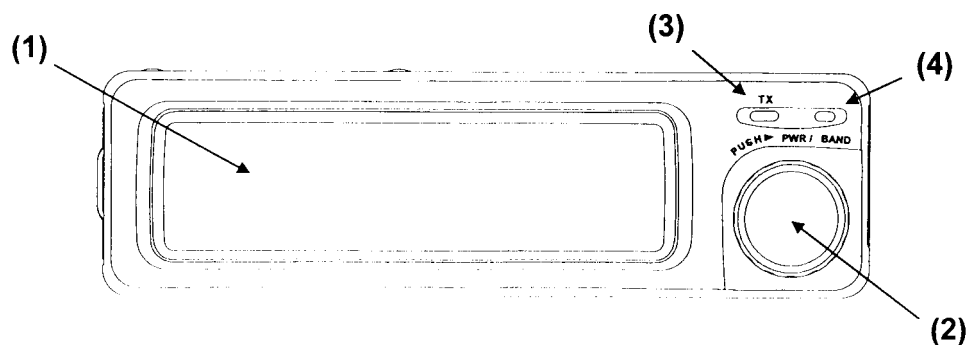 (3)
(1)
(4)
TX
PUSH► PWR / BAND
(2)